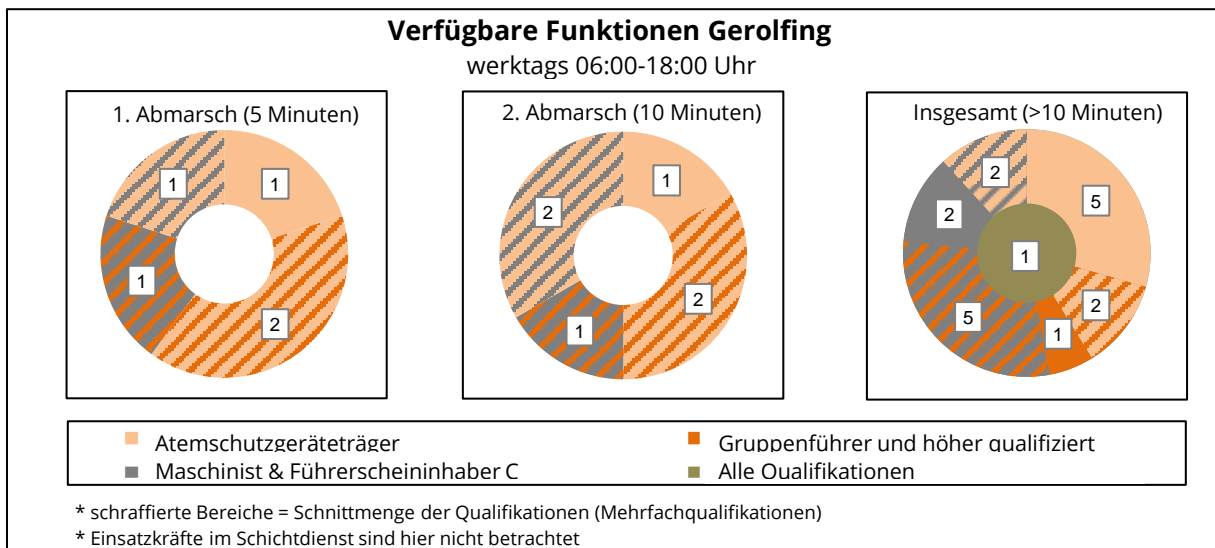 Verfügbare Funktionen Gerolfing
werktags 06:00-18:00 Uhr
1. Abmarsch (5 Minuten)
1
1
1
2
2. Abmarsch (10 Minuten)
1
2
2
1
Insgesamt (>10 Minuten)
2
5
2
1
2
5
1
Atemschutzgeräteträger
Gruppenführer und höher qualifiziert
Maschinist & Führerscheininhaber C
Alle Qualifikationen
* schraffierte Bereiche = Schnittmenge der Qualifikationen (Mehrfachqualifikationen)
* Einsatzkräfte im Schichtdienst sind hier nicht betrachtet